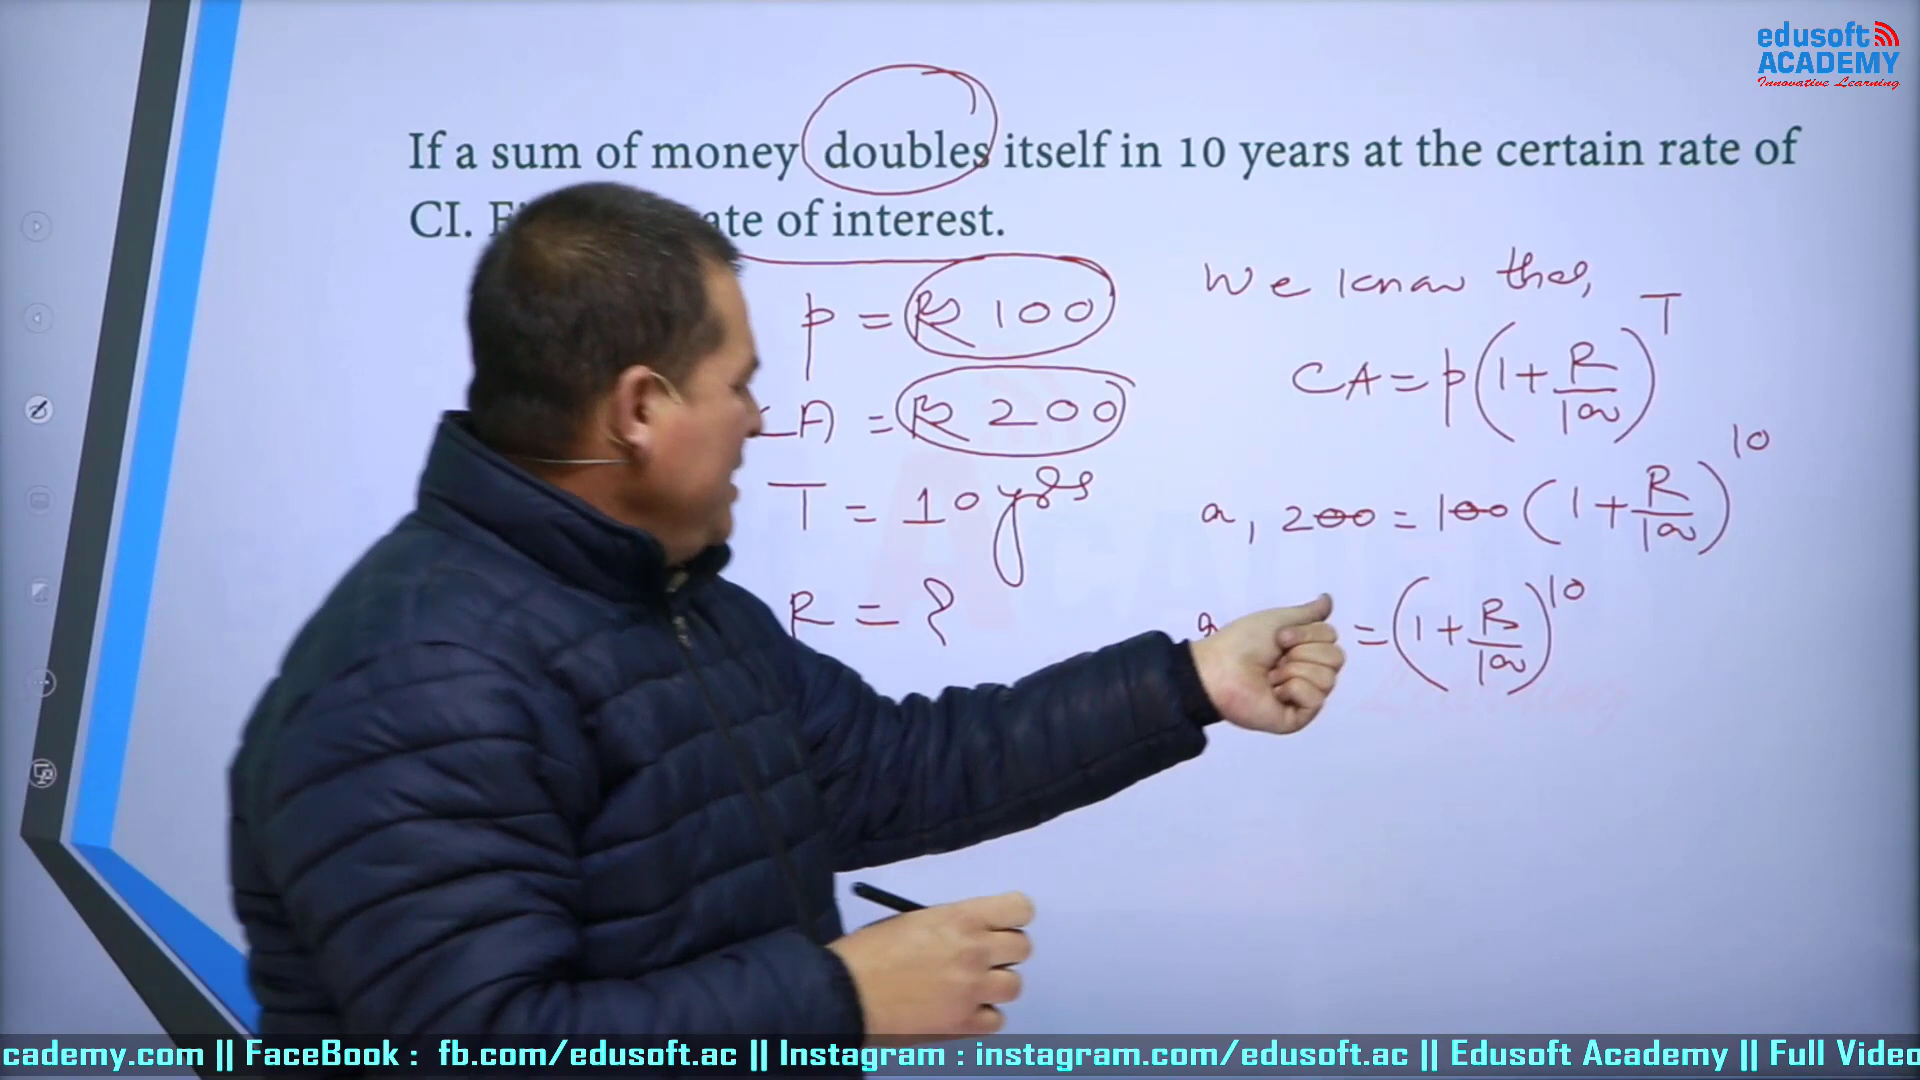 edusoft
ACADEMY
Innovative Learning
If a sum of money doubles itself in 10 years at the certain rate of
CI. rate of interest.
P = Rs 100
CA = Rs 200
T = 10 yrs
R = ?
We know that,
CA = P(1+R/100)^T
or, 200 = 100(1+R/100)^10
= (1+R/100)^10
cademy.com || FaceBook : fb.com/edusoft.ac || Instagram : instagram.com/edusoft.ac || Edusoft Academy || Full Video